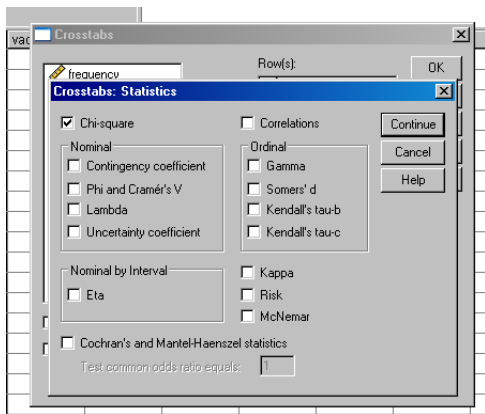 vac
Crosstabs
Row(s):
OK
frequency
Crosstabs: Statistics
Chi-square
Correlations
Continue
Nominal
Ordinal
Cancel
Contingency coefficient
Gamma
Help
Phi and Cramér's V
Somers' d
Lambda
Kendall's tau-b
Uncertainty coefficient
Kendall's tau-c
Nominal by Interval
Kappa
Eta
Risk
McNemar
Cochran's and Mantel-Haenszel statistics
Test common odds ratio equals: 1